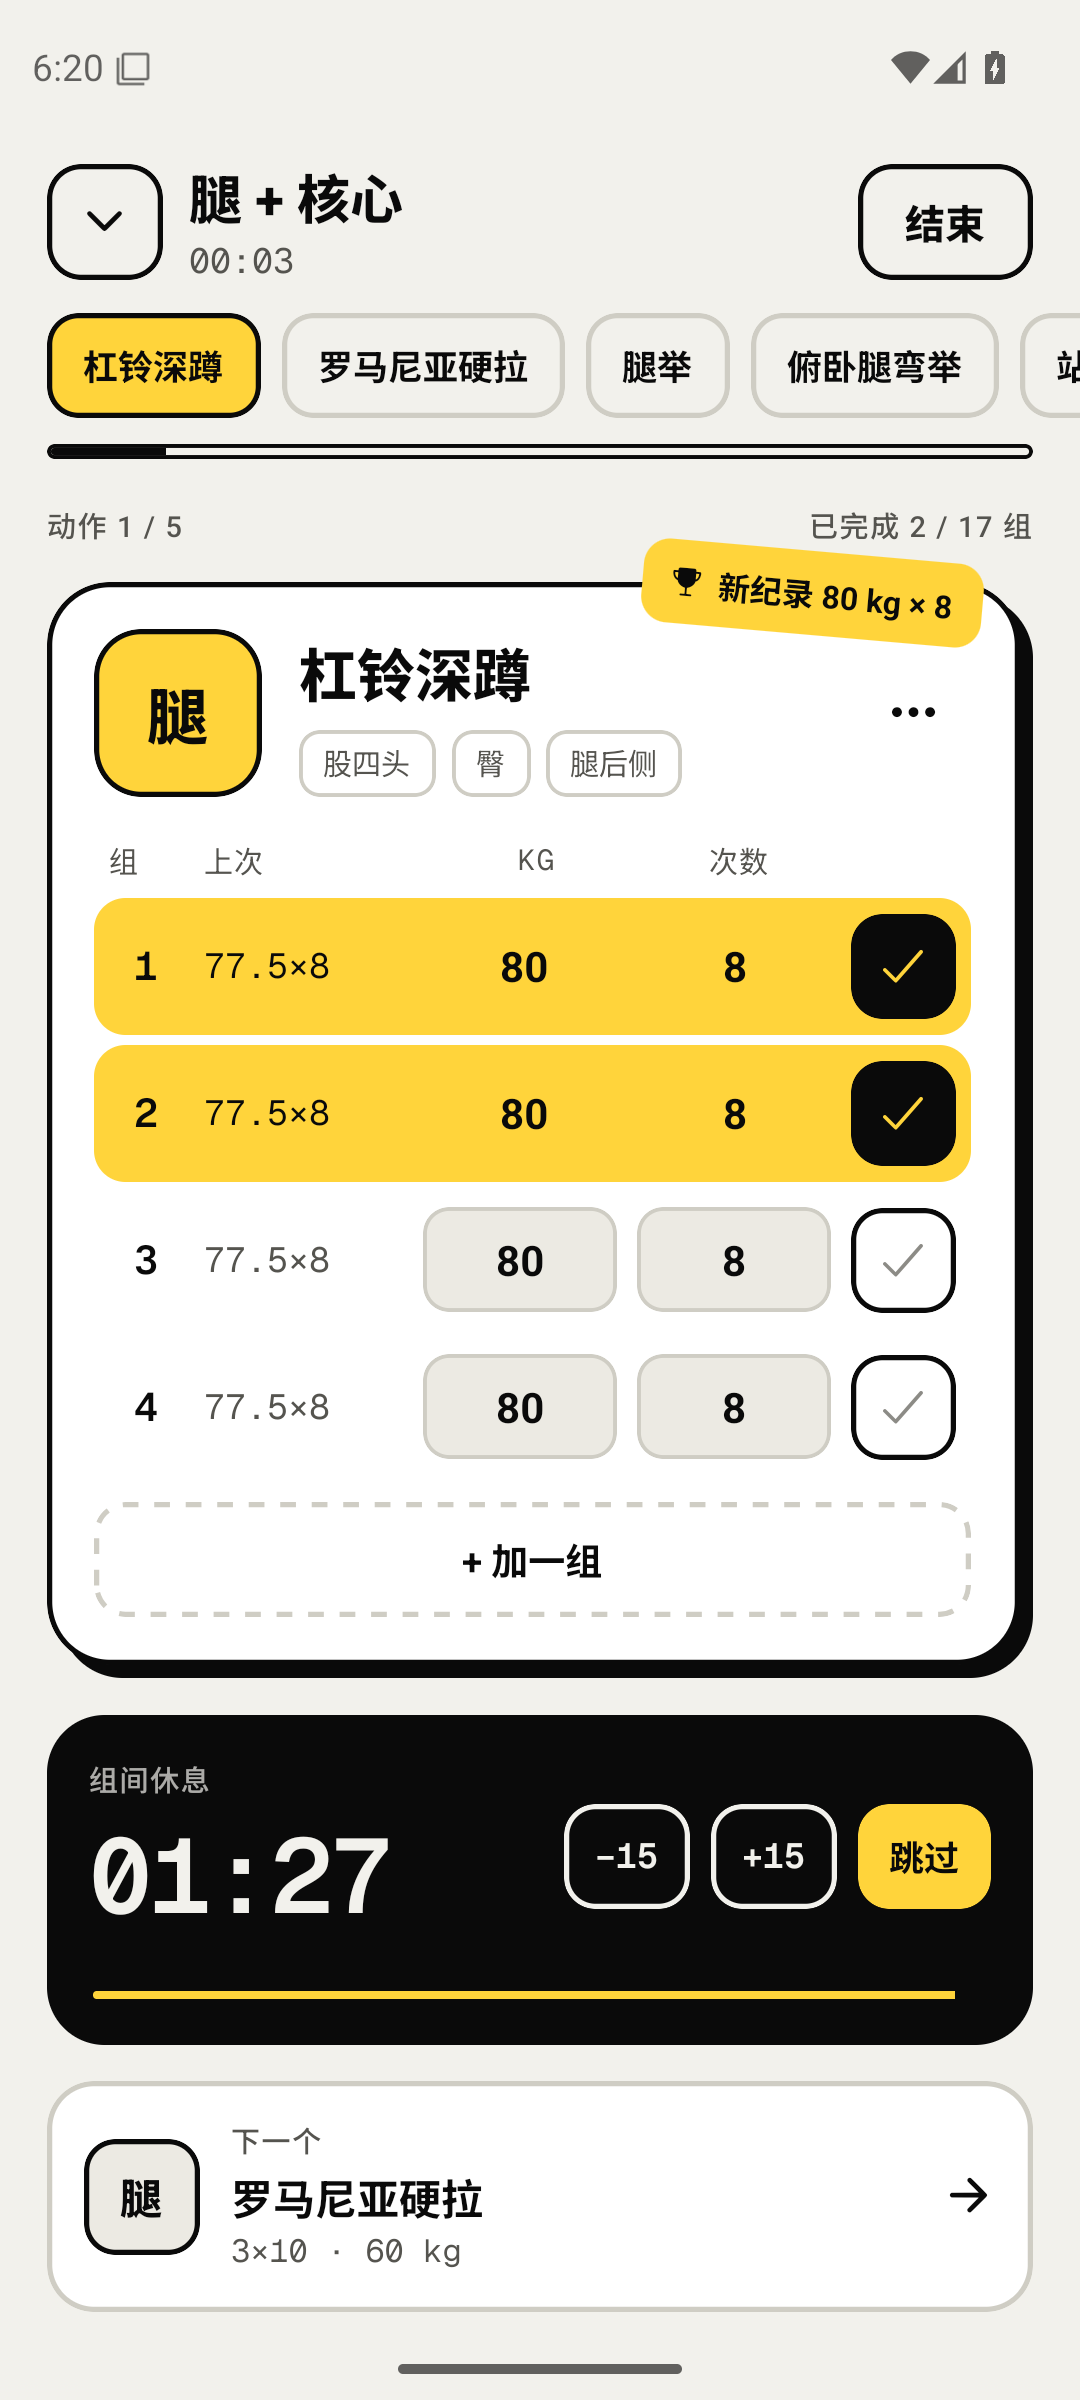 6:20
腿 + 核心
00:03
结束
杠铃深蹲
罗马尼亚硬拉
腿举
俯卧腿弯举
动作 1 / 5
已完成 2 / 17 组
新纪录 80 kg × 8
腿
杠铃深蹲
股四头
臀
腿后侧
组 上次 KG 次数
1 77.5×8 80 8
2 77.5×8 80 8
3 77.5×8 80 8
4 77.5×8 80 8
+ 加一组
组间休息
01:27
−15
+15
跳过
腿
下一个
罗马尼亚硬拉
3×10 · 60 kg